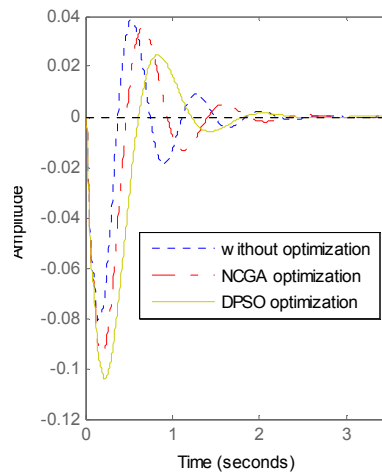 0.04
0.02
0
-0.02
-0.04
-0.06
-0.08
-0.1
-0.12
Amplitude
without optimization
NCGA optimization
DPSO optimization
0
1
2
3
Time (seconds)